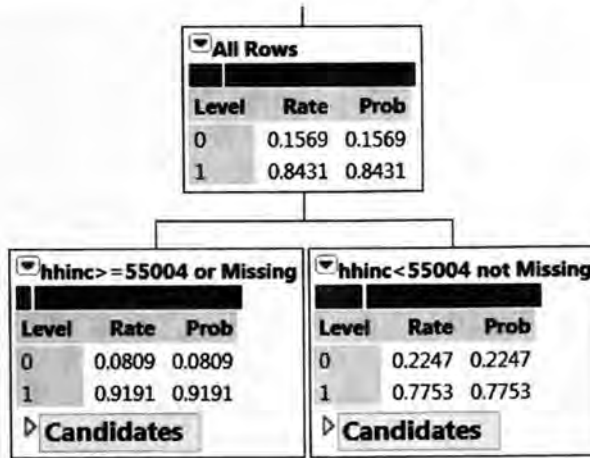 All Rows
Level Rate Prob
0 0.1569 0.1569
1 0.8431 0.8431
hhinc>=55004 or Missing
Level Rate Prob
0 0.0809 0.0809
1 0.9191 0.9191
Candidates
hhinc<55004 not Missing
Level Rate Prob
0 0.2247 0.2247
1 0.7753 0.7753
Candidates